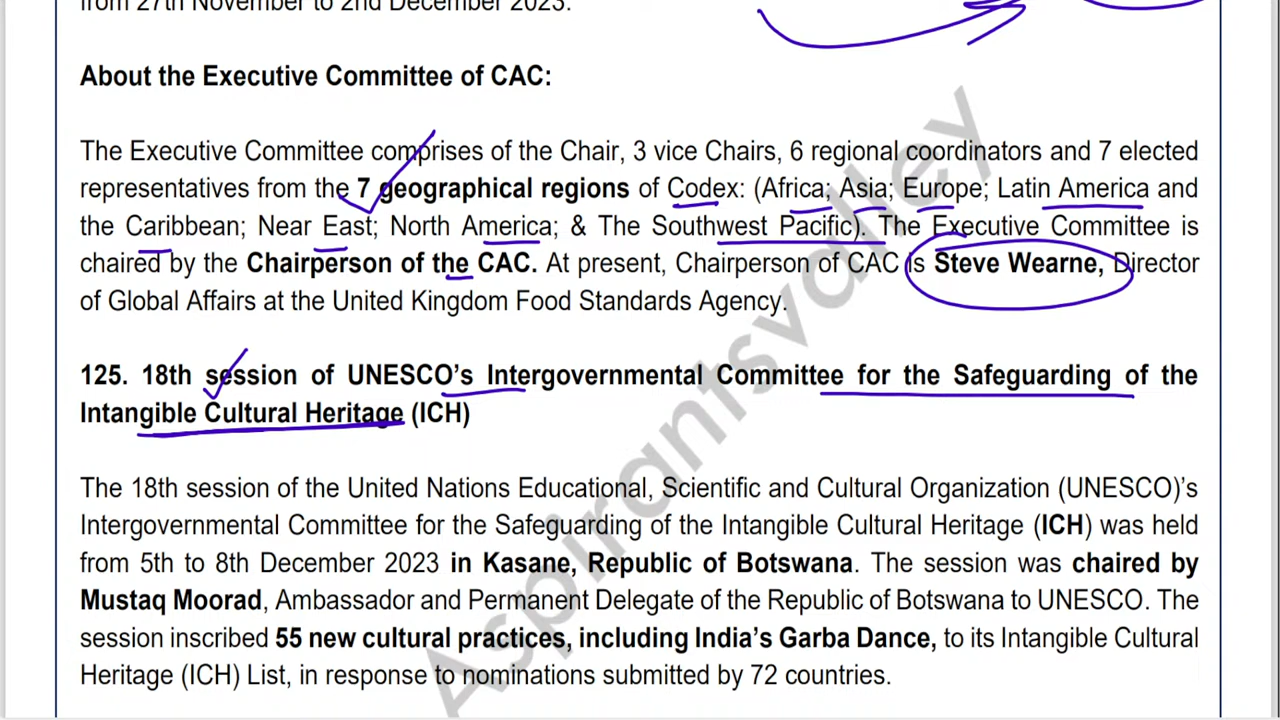 from 27th November to 2nd December 2023.
About the Executive Committee of CAC:
The Executive Committee comprises of the Chair, 3 vice Chairs, 6 regional coordinators and 7 elected
representatives from the 7 geographical regions of Codex: (Africa; Asia; Europe; Latin America and
the Caribbean; Near East; North America; & The Southwest Pacific). The Executive Committee is
chaired by the Chairperson of the CAC. At present, Chairperson of CAC is Steve Wearne, Director
of Global Affairs at the United Kingdom Food Standards Agency.
125. 18th session of UNESCO’s Intergovernmental Committee for the Safeguarding of the
Intangible Cultural Heritage (ICH)
The 18th session of the United Nations Educational, Scientific and Cultural Organization (UNESCO)’s
Intergovernmental Committee for the Safeguarding of the Intangible Cultural Heritage (ICH) was held
from 5th to 8th December 2023 in Kasane, Republic of Botswana. The session was chaired by
Mustaq Moorad, Ambassador and Permanent Delegate of the Republic of Botswana to UNESCO. The
session inscribed 55 new cultural practices, including India’s Garba Dance, to its Intangible Cultural
Heritage (ICH) List, in response to nominations submitted by 72 countries.
Aspirantsvalley